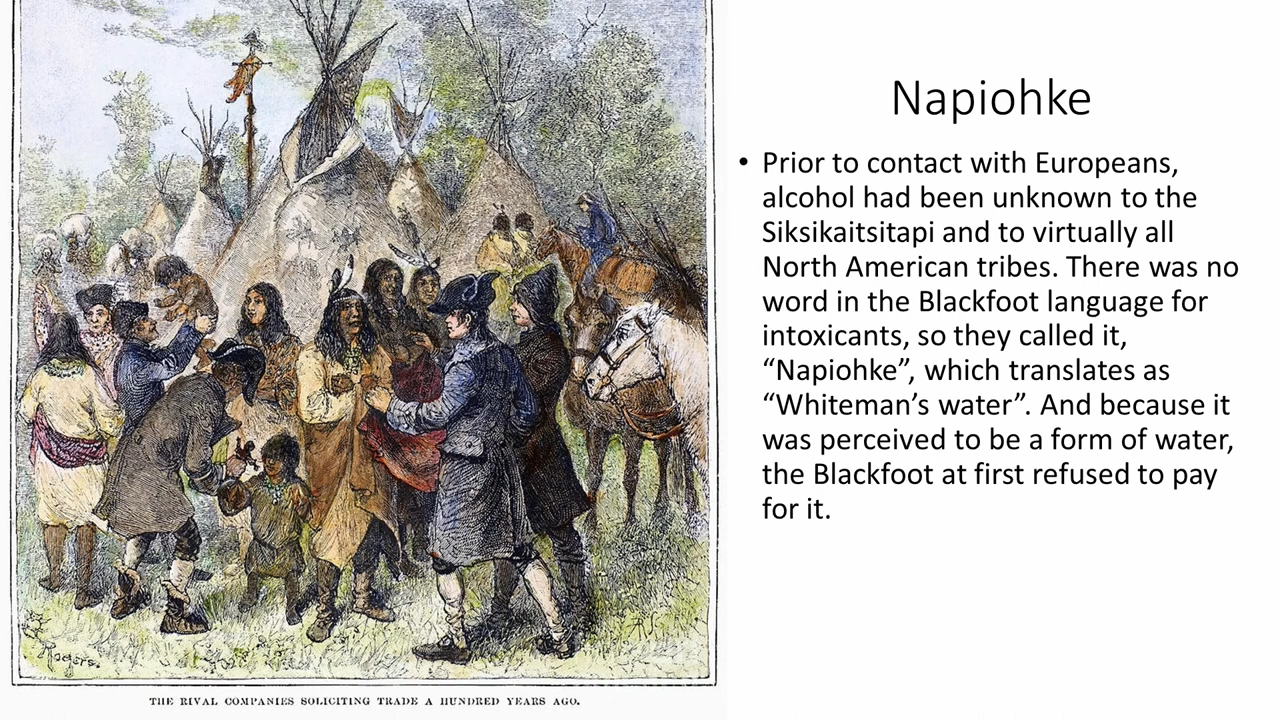 Napiohke
• Prior to contact with Europeans,
alcohol had been unknown to the
Siksikaitsitapi and to virtually all
North American tribes. There was no
word in the Blackfoot language for
intoxicants, so they called it,
“Napiohke”, which translates as
“Whiteman’s water”. And because it
was perceived to be a form of water,
the Blackfoot at first refused to pay
for it.
Rogers.
THE RIVAL COMPANIES SOLICITING TRADE A HUNDRED YEARS AGO.